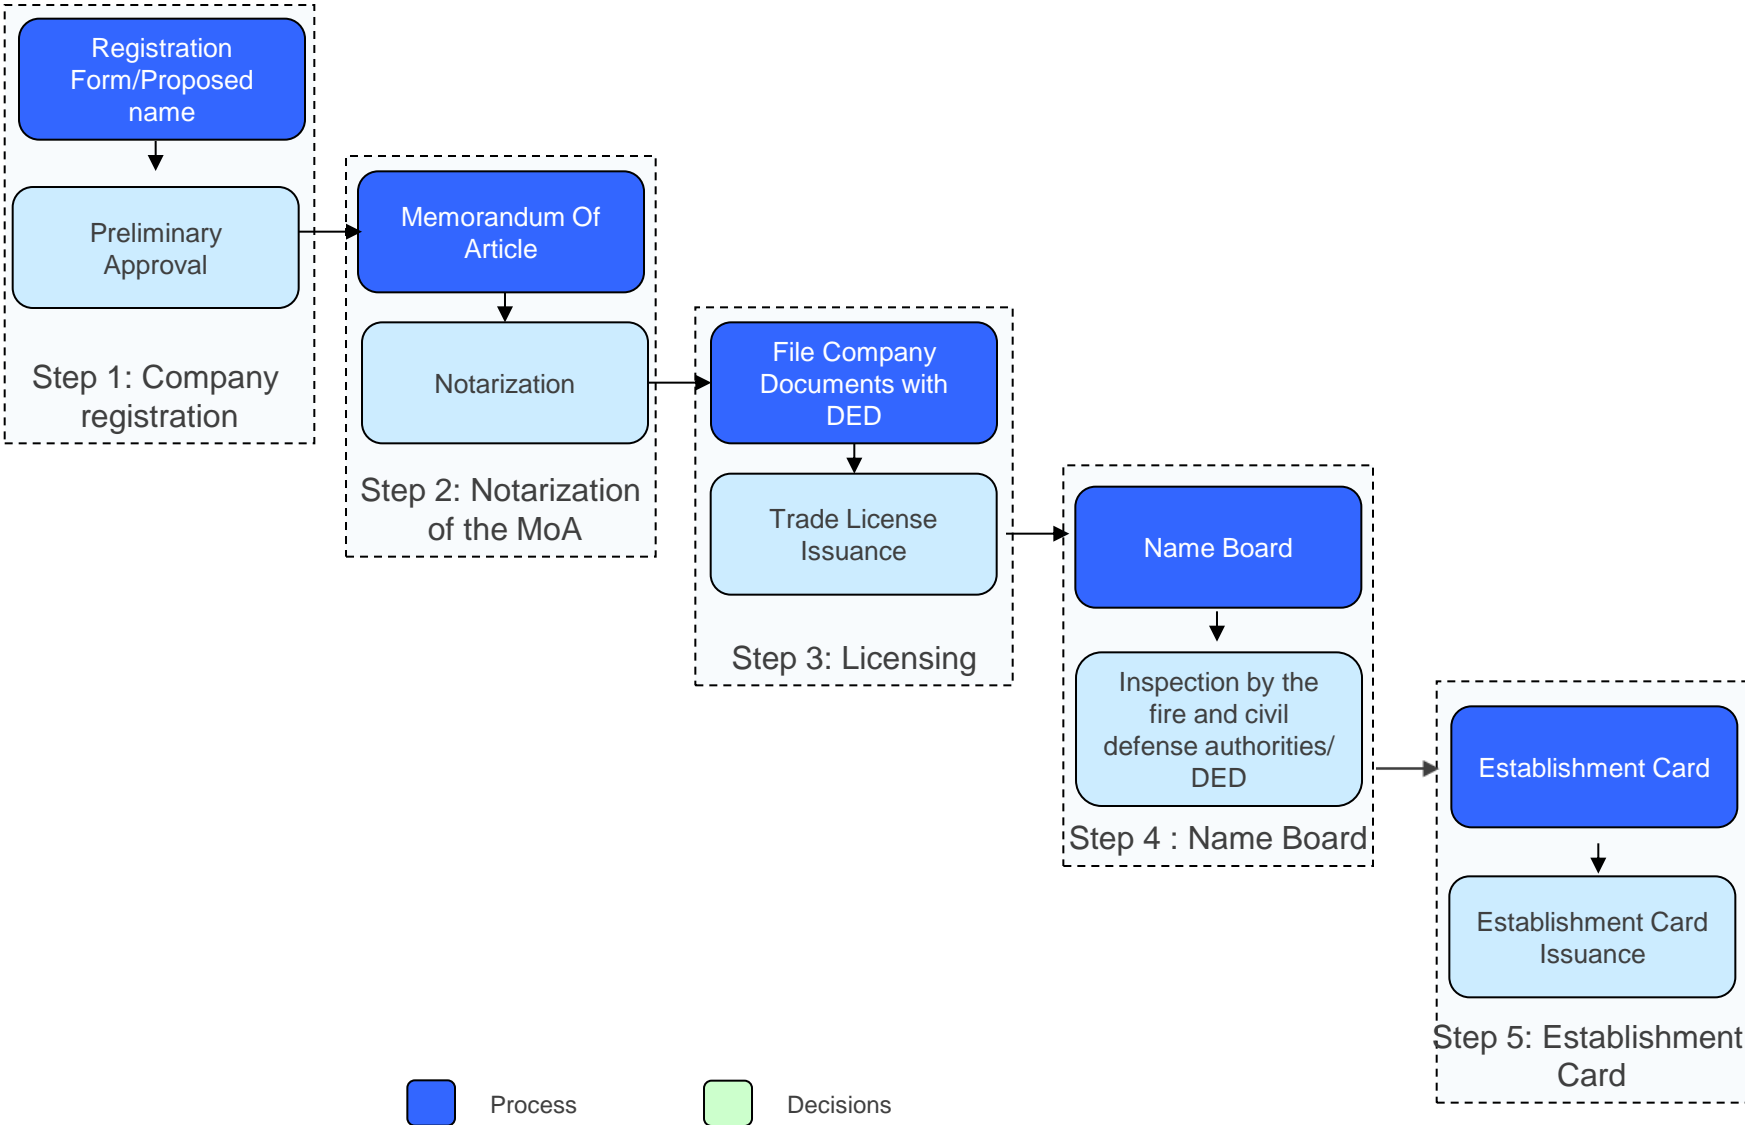 Registration
Form/Proposed
name
Preliminary
Approval
Step 1: Company
registration
Memorandum Of
Article
Notarization
Step 2: Notarization
of the MoA
File Company
Documents with
DED
Trade License
Issuance
Step 3: Licensing
Name Board
Inspection by the
fire and civil
defense authorities/
DED
Step 4 : Name Board
Establishment Card
Establishment Card
Issuance
Step 5: Establishment
Card
Process
Decisions